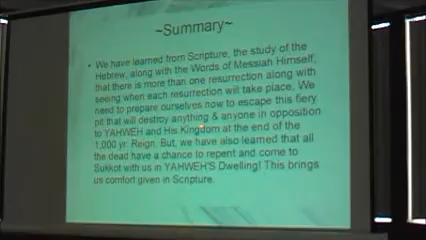 ~Summary~
• We have learned from Scripture, the study of the
Hebrew, along with the Words of Messiah Himself,
that there is more than one resurrection along with
seeing when each resurrection will take place. We
need to prepare ourselves now to escape this fiery
pit that will destroy anything & anyone in opposition
to YAHWEH and His Kingdom at the end of the
1,000 yr. Reign. But, we have also learned that all
the dead have a chance to repent and come to
Sukkot with us in YAHWEH'S Dwelling! This brings
us comfort given in Scripture.